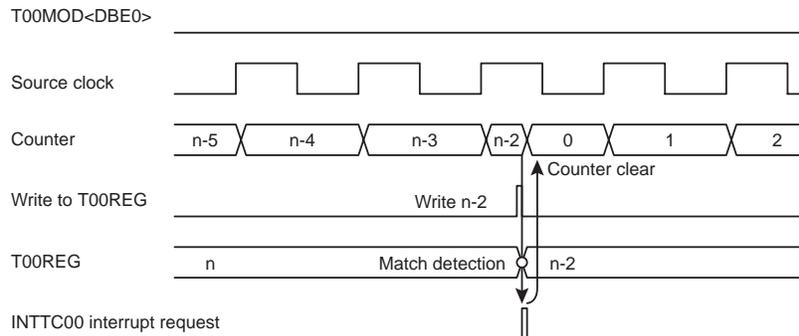 T00MOD<DBE0>
Source clock
Counter n-5 n-4 n-3 n-2 0 1 2
Counter clear
Write to T00REG Write n-2
T00REG n Match detection n-2
INTTC00 interrupt request